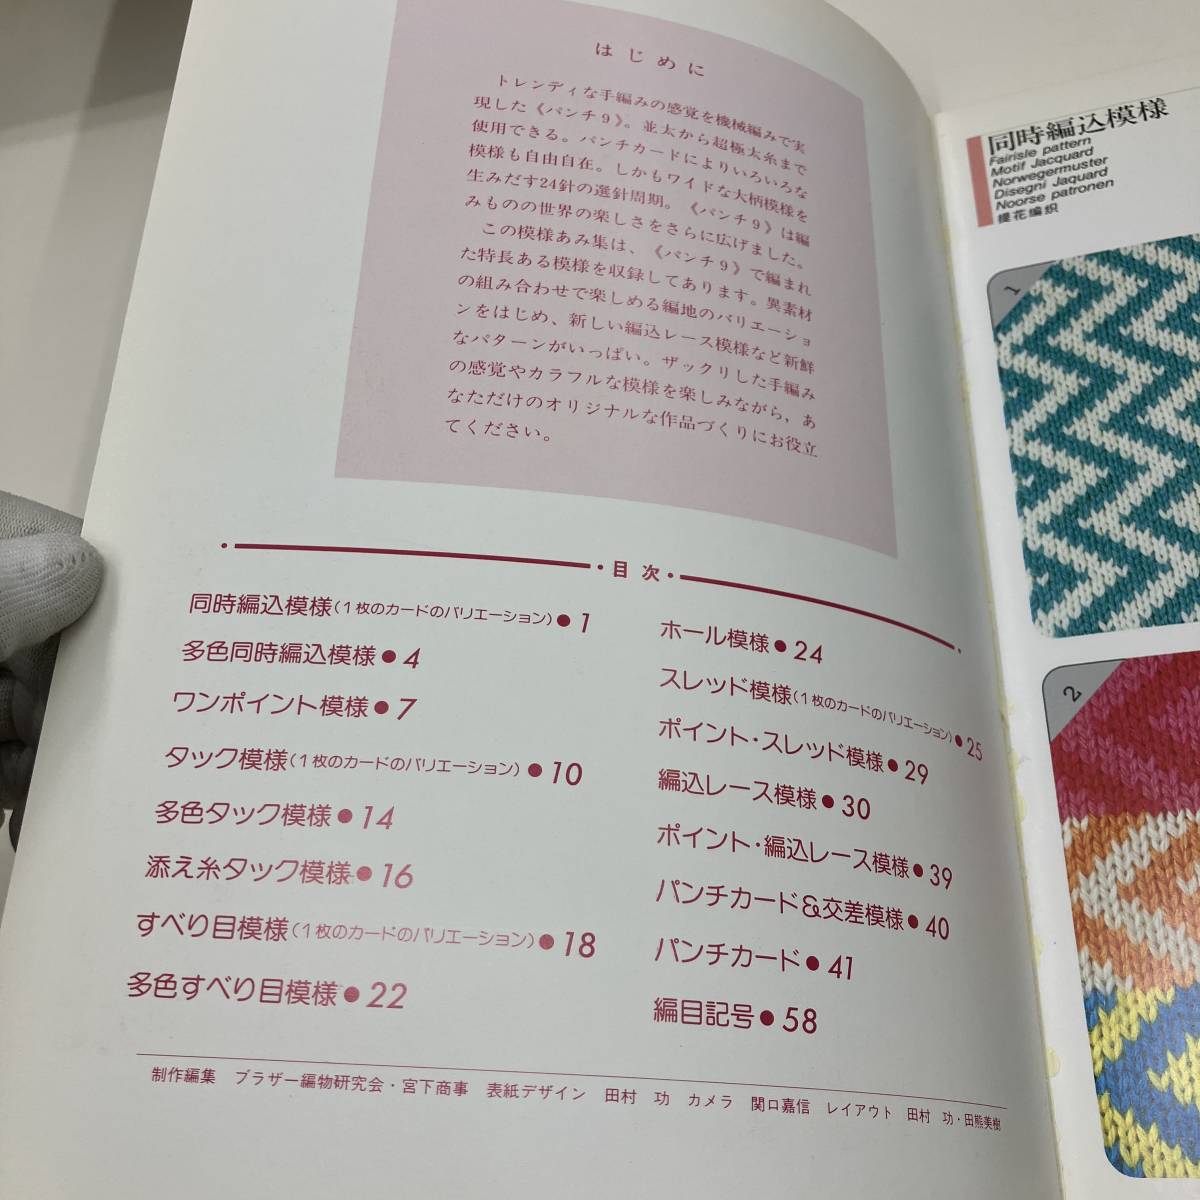 はじめに
トレンディな手編みの感覚を機械編みで実
現した《パンチ9》。並太から超極太糸まで
使用できる。パンチカードによりいろいろな
模様も自由自在。しかもワイドな大柄模様を
生みだす24針の選針周期。《パンチ9》は編
みものの世界の楽しさをさらに広げました。
この模様あみ集は、《パンチ9》で編まれ
た特長ある模様を収録してあります。異素材
の組み合わせで楽しめる編地のバリエーショ
ンをはじめ、新しい編込レース模様など新鮮
なパターンがいっぱい。ザックリした手編み
の感覚やカラフルな模様を楽しみながら，あ
なただけのオリジナルな作品づくりにお役立
てください。
・目次・
同時編込模様(1枚のカードのバリエーション)●1
多色同時編込模様●4
ワンポイント模様●7
タック模様(1枚のカードのバリエーション)●10
多色タック模様●14
添え糸タック模様●16
すべり目模様(1枚のカードのバリエーション)●18
多色すべり目模様●22
ホール模様●24
スレッド模様(1枚のカードのバリエーション)●25
ポイント・スレッド模様●29
編込レース模様●30
ポイント・編込レース模様●39
パンチカード&交差模様●40
パンチカード●41
編目記号●58
制作編集 ブラザー編物研究会・宮下商事 表紙デザイン 田村 功 カメラ 関口嘉信 レイアウト 田村 功・田熊美樹
同時編込模様
Fairisle pattern
Motif Jacquard
Norwegermuster
Disegni Jaquard
Noorse patronen
提花編織
1
2